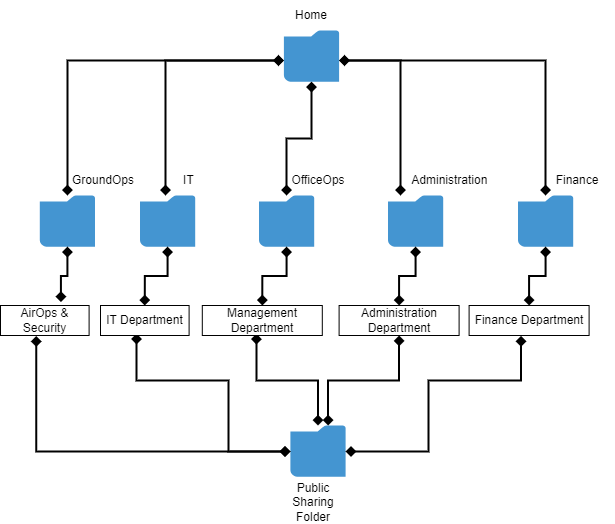 Home
GroundOps
IT
OfficeOps
Administration
Finance
AirOps &
Security
IT Department
Management
Department
Administration
Department
Finance Department
Public
Sharing
Folder